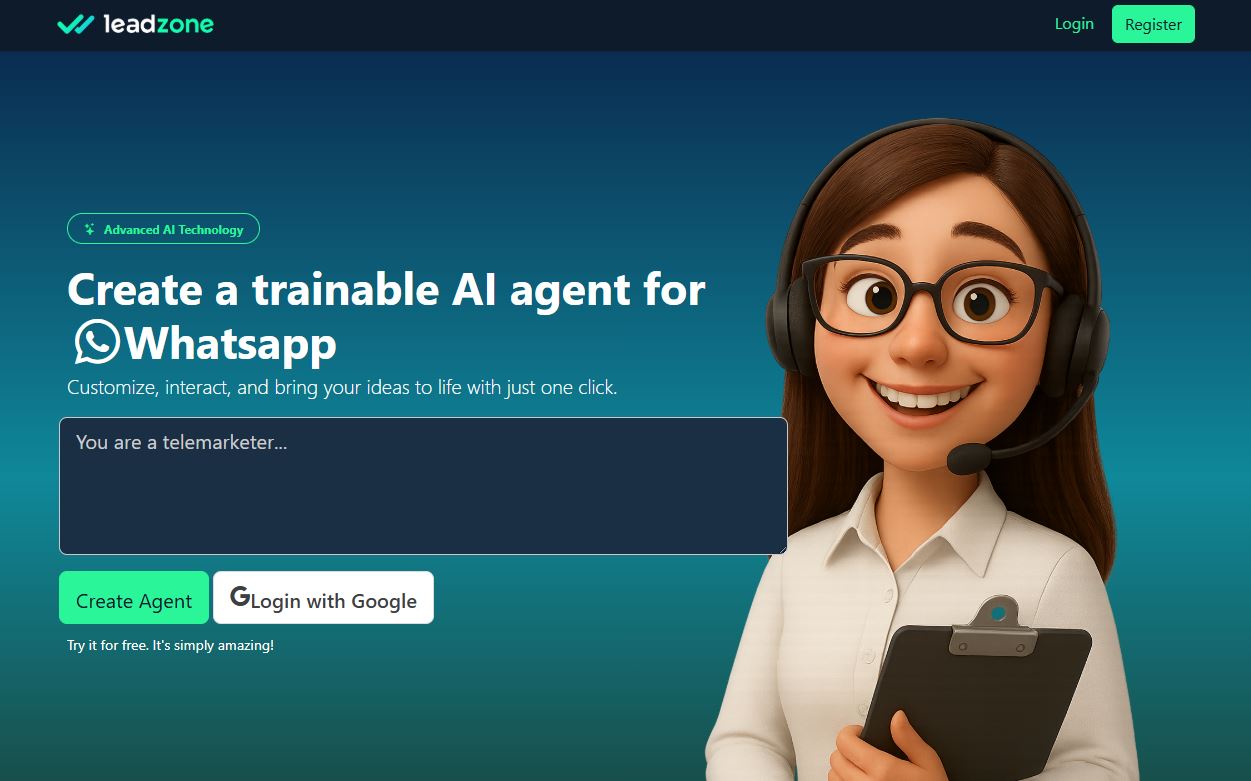 leadzone
Login
Register
Advanced AI Technology
Create a trainable AI agent for
Whatsapp
Customize, interact, and bring your ideas to life with just one click.
You are a telemarketer...
Create Agent
Login with Google
Try it for free. It's simply amazing!